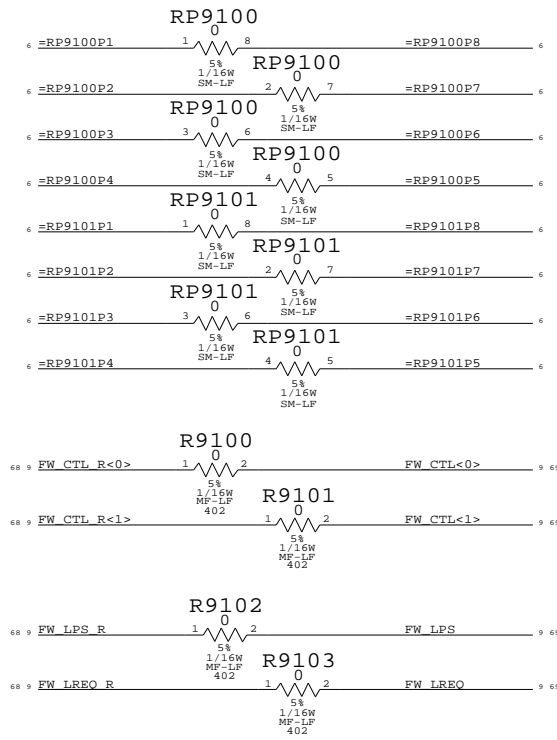 RP9100
0
6 =RP9100P1 1 8 =RP9100P8 6
5%
1/16W
SM-LF
RP9100
0
6 =RP9100P2 2 7 =RP9100P7 6
5%
1/16W
SM-LF
RP9100
0
6 =RP9100P3 3 6 =RP9100P6 6
5%
1/16W
SM-LF
RP9100
0
6 =RP9100P4 4 5 =RP9100P5 6
5%
1/16W
SM-LF
RP9101
0
6 =RP9101P1 1 8 =RP9101P8 6
5%
1/16W
SM-LF
RP9101
0
6 =RP9101P2 2 7 =RP9101P7 6
5%
1/16W
SM-LF
RP9101
0
6 =RP9101P3 3 6 =RP9101P6 6
5%
1/16W
SM-LF
RP9101
0
6 =RP9101P4 4 5 =RP9101P5 6
5%
1/16W
SM-LF
R9100
0
68 9 FW_CTL_R<0> 1 2 FW_CTL<0> 9 69
5%
1/16W
MF-LF
402
R9101
0
68 9 FW_CTL_R<1> 1 2 FW_CTL<1> 9 69
5%
1/16W
MF-LF
402
R9102
0
68 9 FW_LPS_R 1 2 FW_LPS 9 69
5%
1/16W
MF-LF
402
R9103
0
68 9 FW_LREQ_R 1 2 FW_LREQ 9 69
5%
1/16W
MF-LF
402